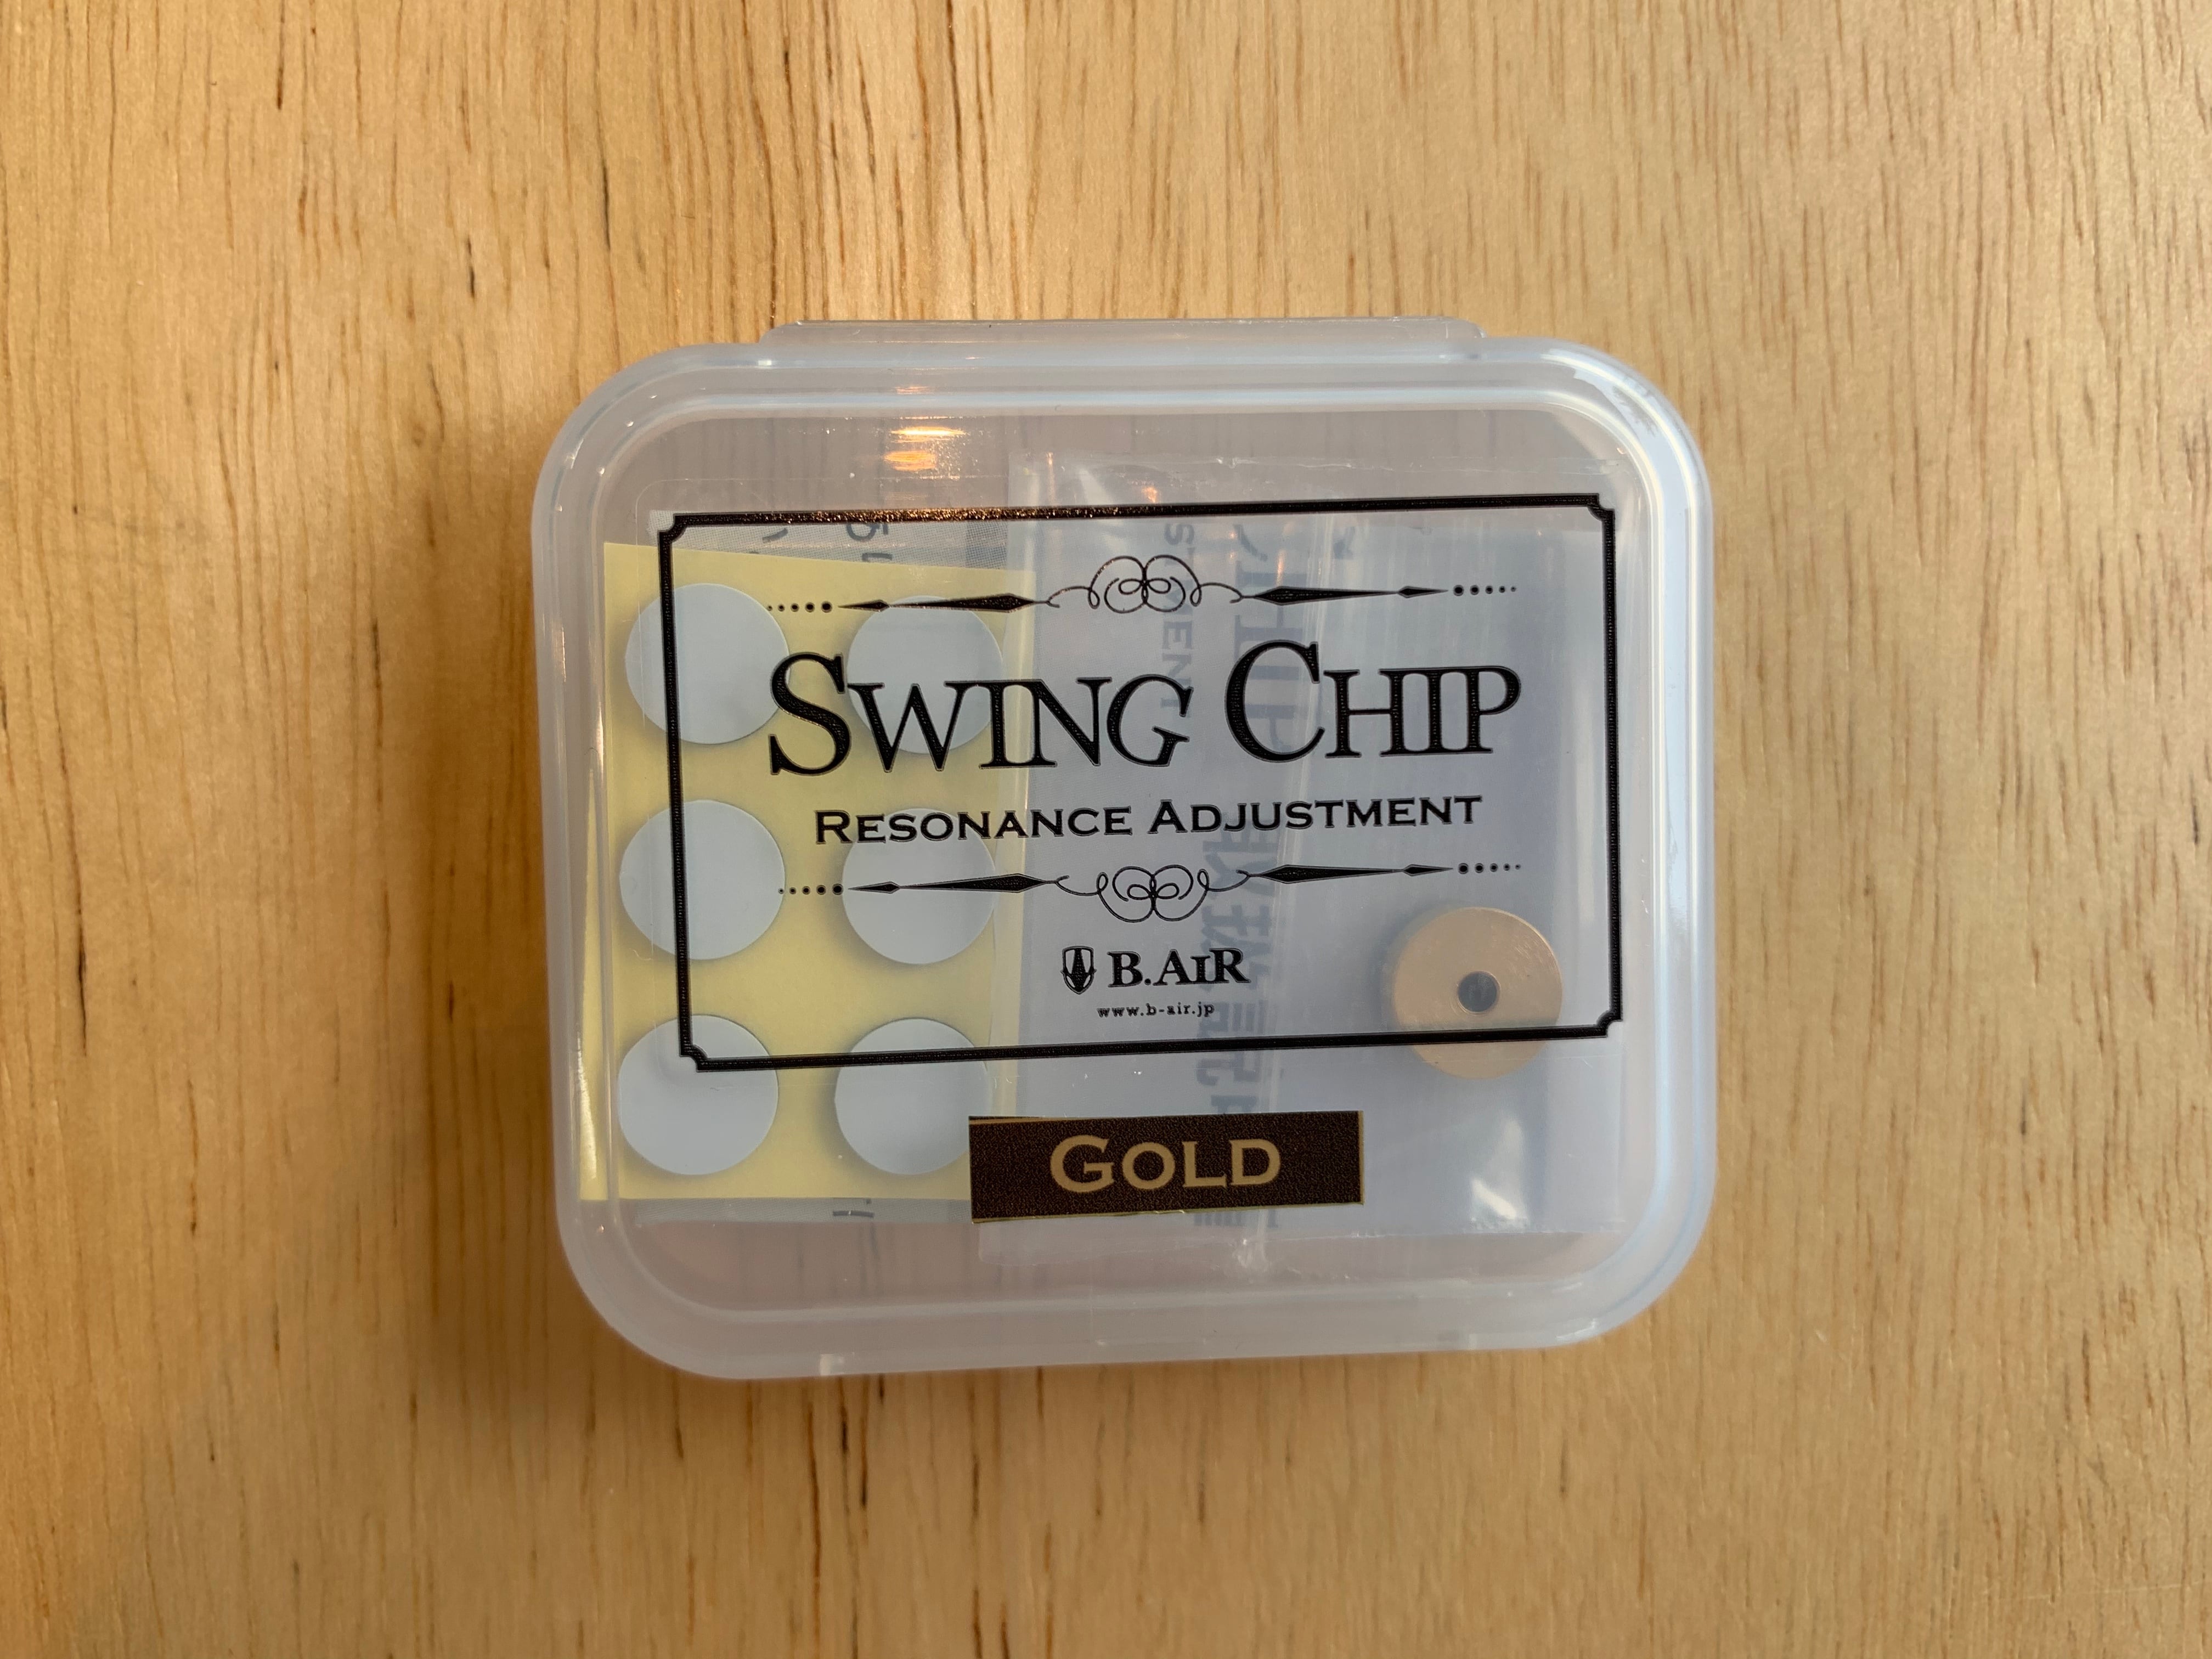 SWING CHIP
RESONANCE ADJUSTMENT
B.AIR
www.b-air.jp
GOLD